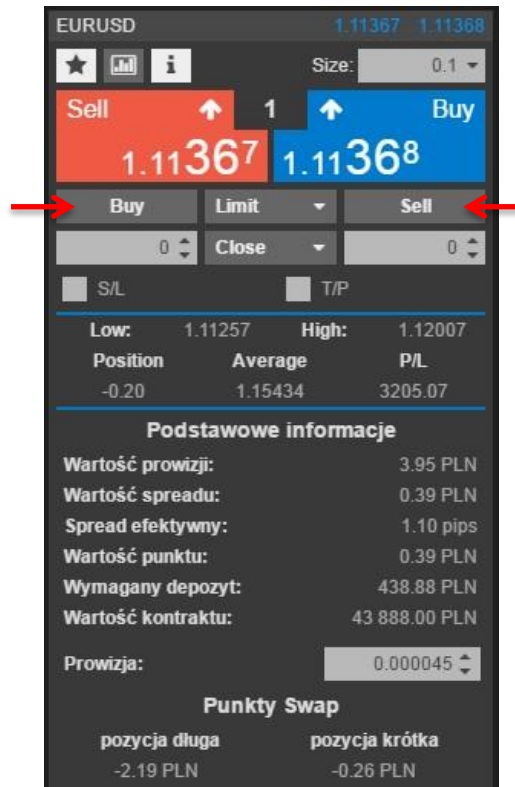 EURUSD 1.11367 1.11368
i Size: 0.1
Sell 1 Buy
1.11367 1.11368
Buy Limit Sell
0 Close 0
S/L T/P
Low: 1.11257 High: 1.12007
Position Average P/L
-0.20 1.15434 3205.07
Podstawowe informacje
Wartość prowizji: 3.95 PLN
Wartość spreadu: 0.39 PLN
Spread efektywny: 1.10 pips
Wartość punktu: 0.39 PLN
Wymagany depozyt: 438.88 PLN
Wartość kontraktu: 43 888.00 PLN
Prowizja: 0.000045
Punkty Swap
pozycja długa pozycja krótka
-2.19 PLN -0.26 PLN